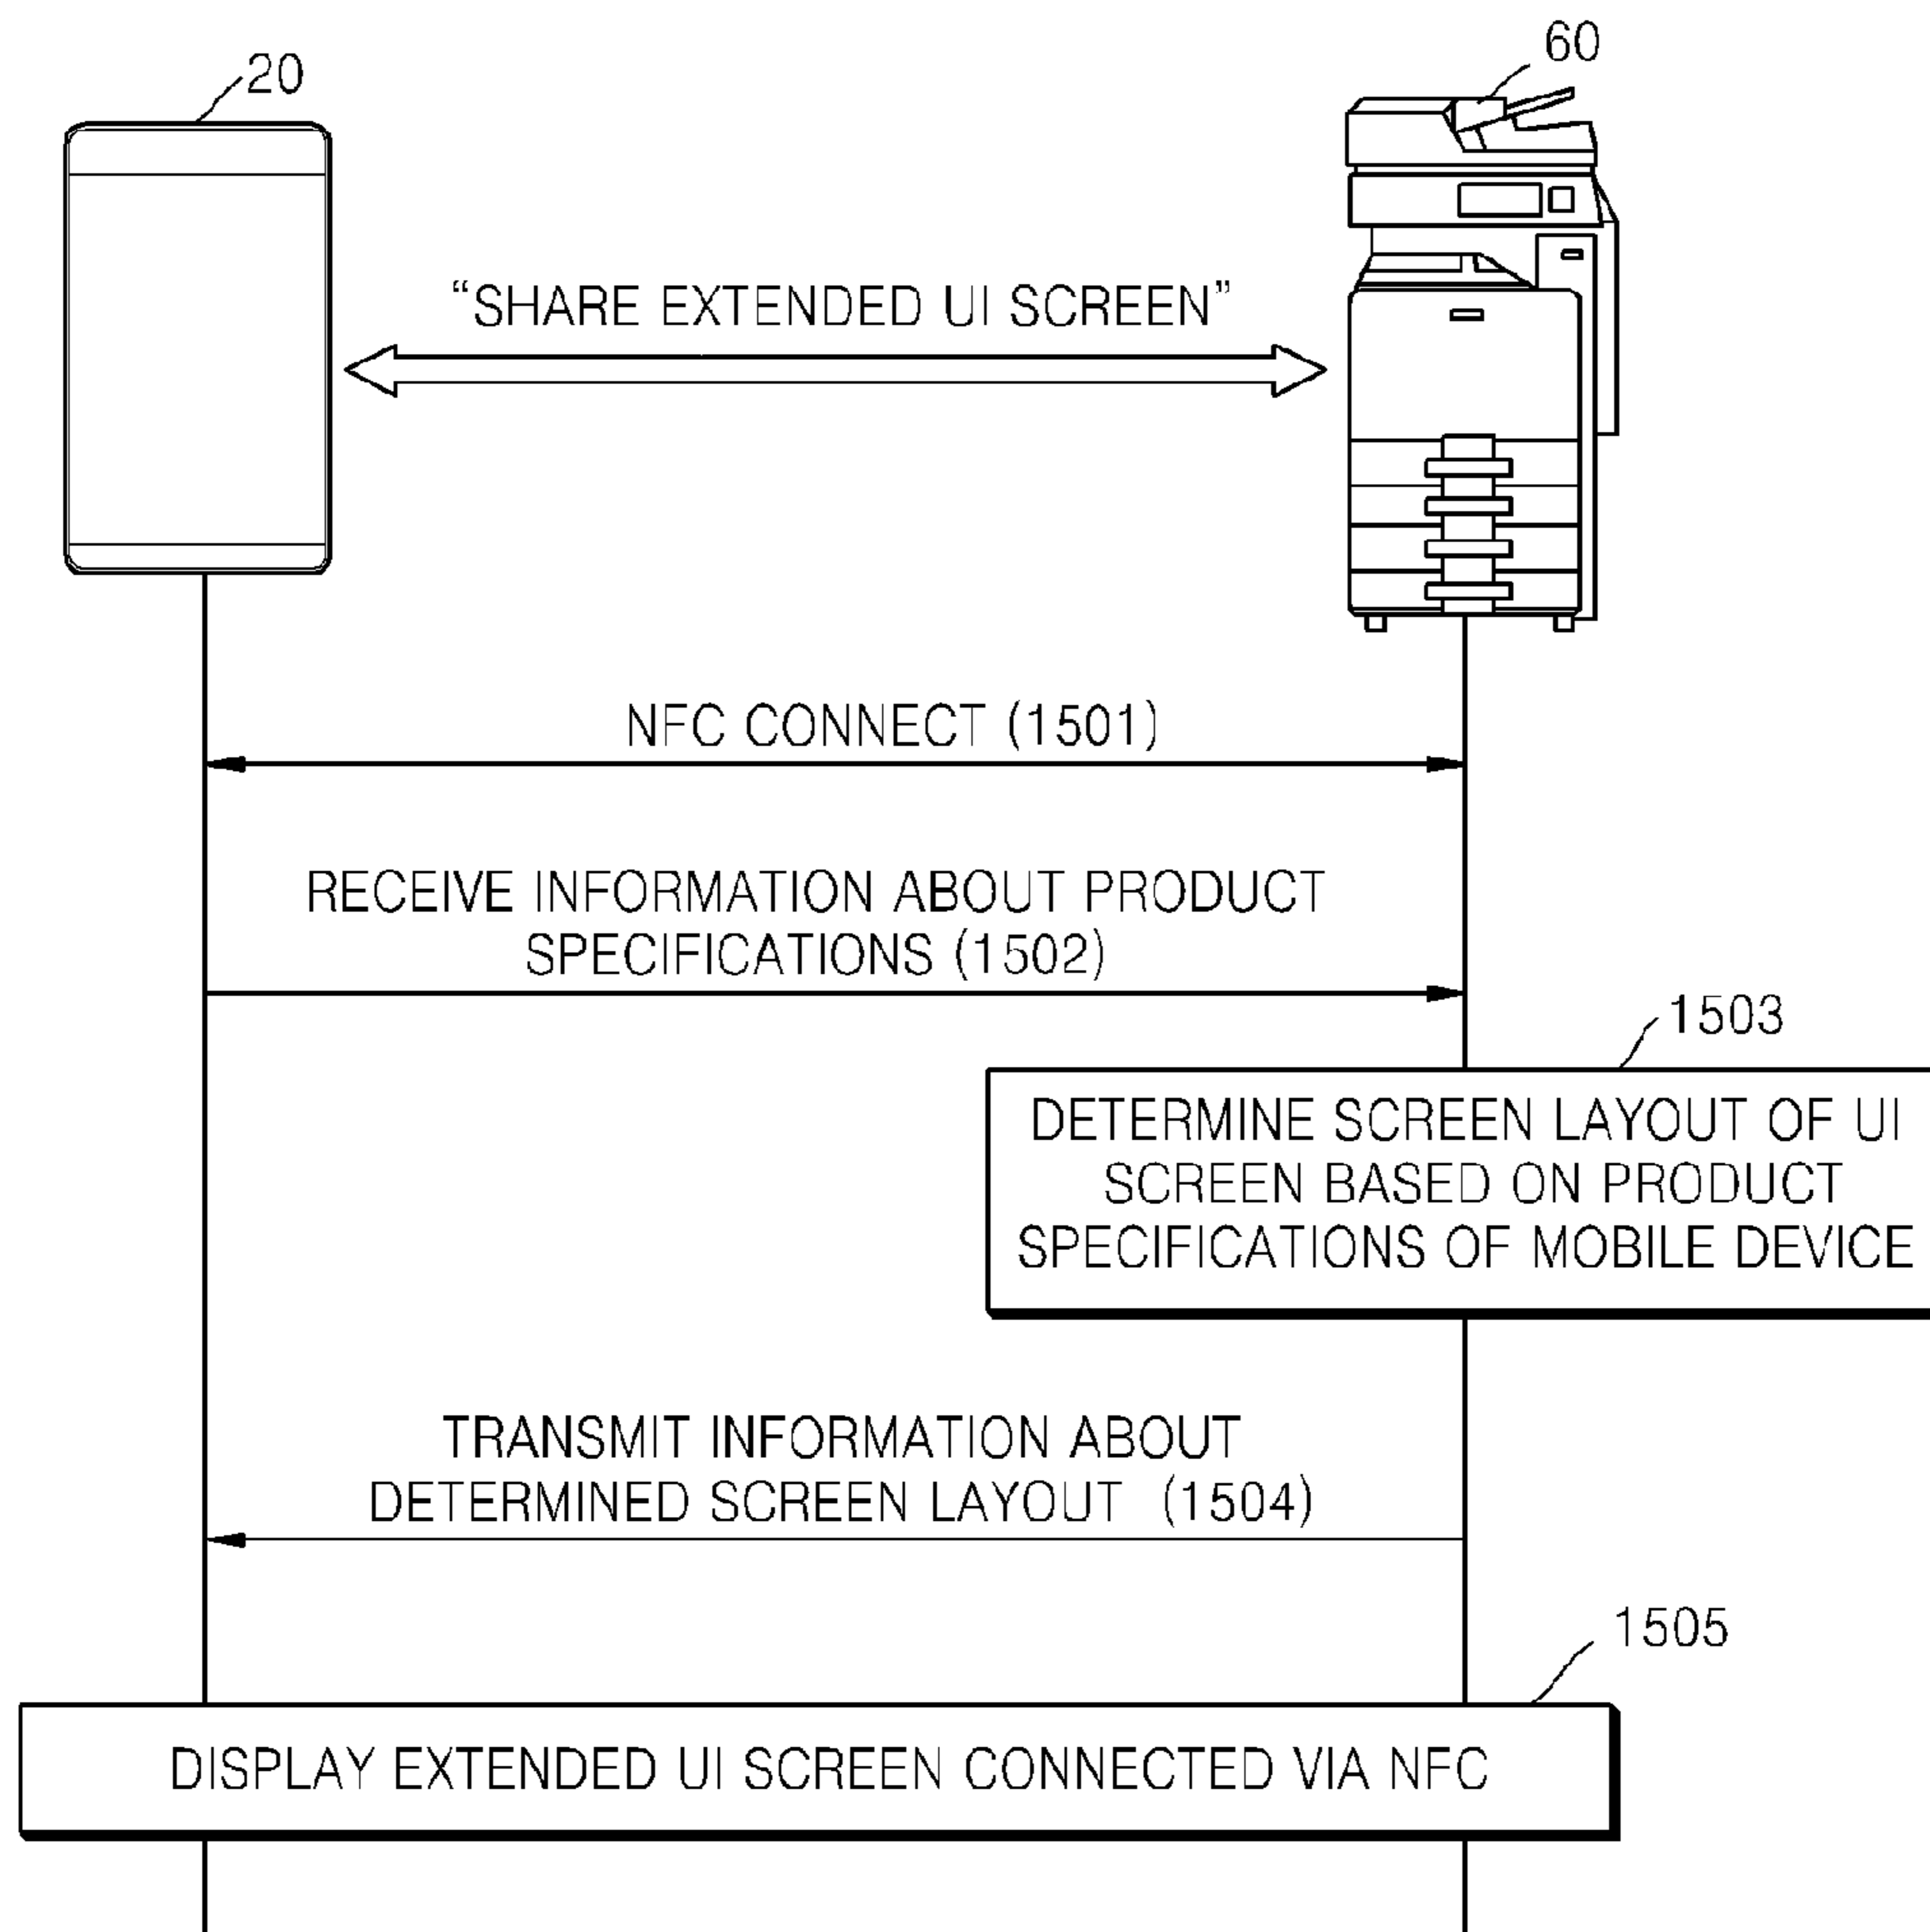 20
60
“SHARE EXTENDED UI SCREEN”
NFC CONNECT (1501)
RECEIVE INFORMATION ABOUT PRODUCT
SPECIFICATIONS (1502)
1503
DETERMINE SCREEN LAYOUT OF UI
SCREEN BASED ON PRODUCT
SPECIFICATIONS OF MOBILE DEVICE
TRANSMIT INFORMATION ABOUT
DETERMINED SCREEN LAYOUT (1504)
1505
DISPLAY EXTENDED UI SCREEN CONNECTED VIA NFC